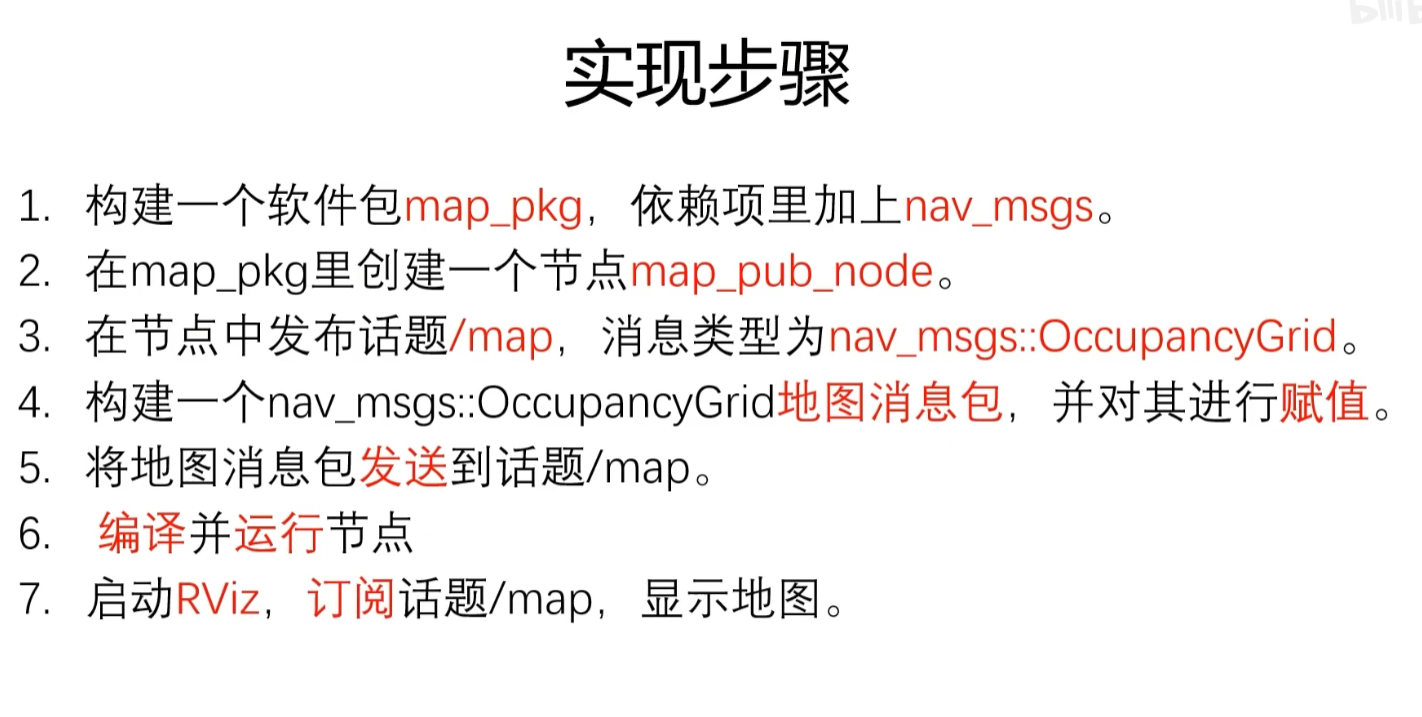 实现步骤
1. 构建一个软件包map_pkg，依赖项里加上nav_msgs。
2. 在map_pkg里创建一个节点map_pub_node。
3. 在节点中发布话题/map，消息类型为nav_msgs::OccupancyGrid。
4. 构建一个nav_msgs::OccupancyGrid地图消息包，并对其进行赋值。
5. 将地图消息包发送到话题/map。
6. 编译并运行节点
7. 启动RViz，订阅话题/map，显示地图。